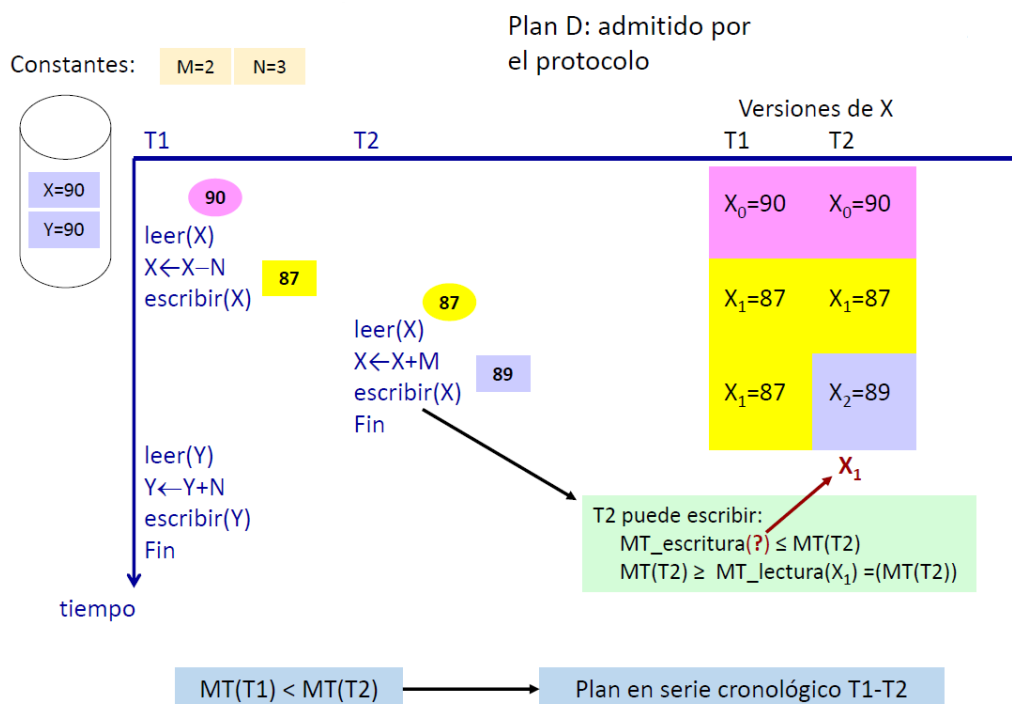 Plan D: admitido por
el protocolo
Constantes: M=2 N=3
Versiones de X
T1 T2 T1 T2
X=90
Y=90
90
leer(X)
X←X–N
escribir(X)
87
87
leer(X)
X←X+M
escribir(X)
Fin
89
leer(Y)
Y←Y+N
escribir(Y)
Fin
tiempo
X₀=90 X₀=90
X₁=87 X₁=87
X₁=87 X₂=89
X₁
T2 puede escribir:
MT_escritura(?) ≤ MT(T2)
MT(T2) ≥ MT_lectura(X₁) =(MT(T2))
MT(T1) < MT(T2)
Plan en serie cronológico T1-T2